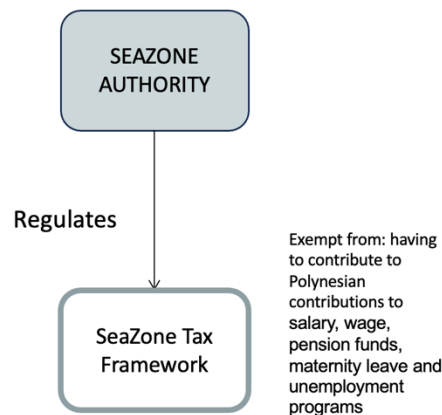 SEAZONE
AUTHORITY
Regulates
Exempt from: having
to contribute to
Polynesian
contributions to
salary, wage,
pension funds,
maternity leave and
unemployment
programs
SeaZone Tax
Framework